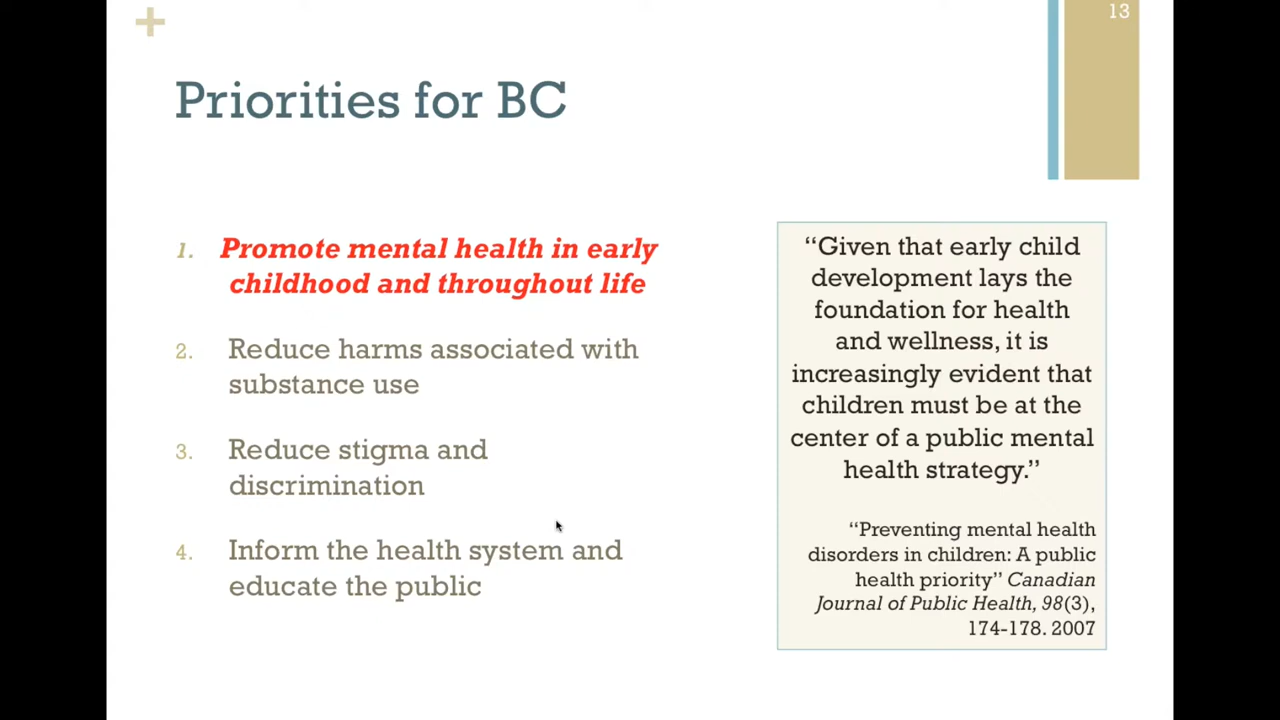 13
Priorities for BC
1. Promote mental health in early
childhood and throughout life
2. Reduce harms associated with
substance use
3. Reduce stigma and
discrimination
4. Inform the health system and
educate the public
“Given that early child
development lays the
foundation for health
and wellness, it is
increasingly evident that
children must be at the
center of a public mental
health strategy.”
“Preventing mental health
disorders in children: A public
health priority” Canadian
Journal of Public Health, 98(3),
174-178. 2007